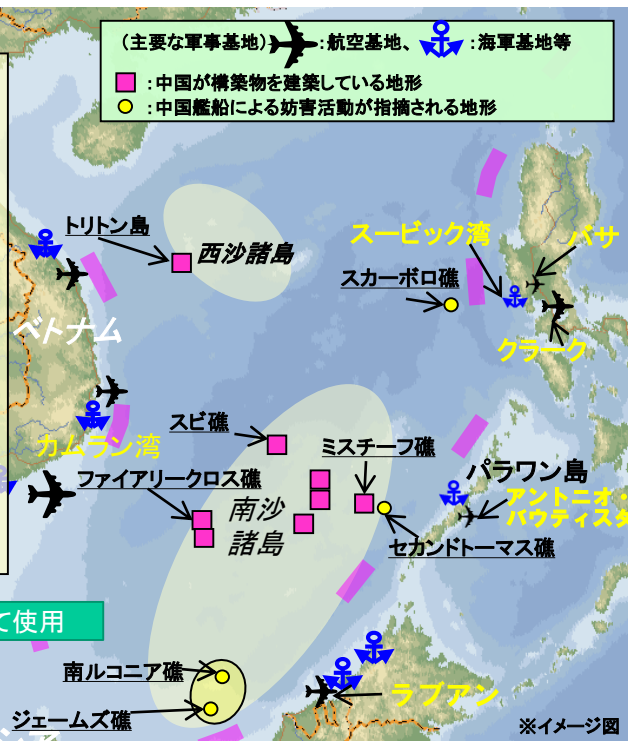 (主要な軍事基地) :航空基地、 :海軍基地等
:中国が構築物を建築している地形
:中国艦船による妨害活動が指摘される地形
トリトン島
西沙諸島
スービック湾
バサ
スカーボロ礁
ベトナム
クラーク
スビ礁
ミスチーフ礁
カムラン湾
ファイアリークロス礁
パラワン島
南沙
諸島
アントニオ・
バウティスタ
セカンドトーマス礁
て使用
南ルコニア礁
ラブアン
ジェームズ礁
※イメージ図